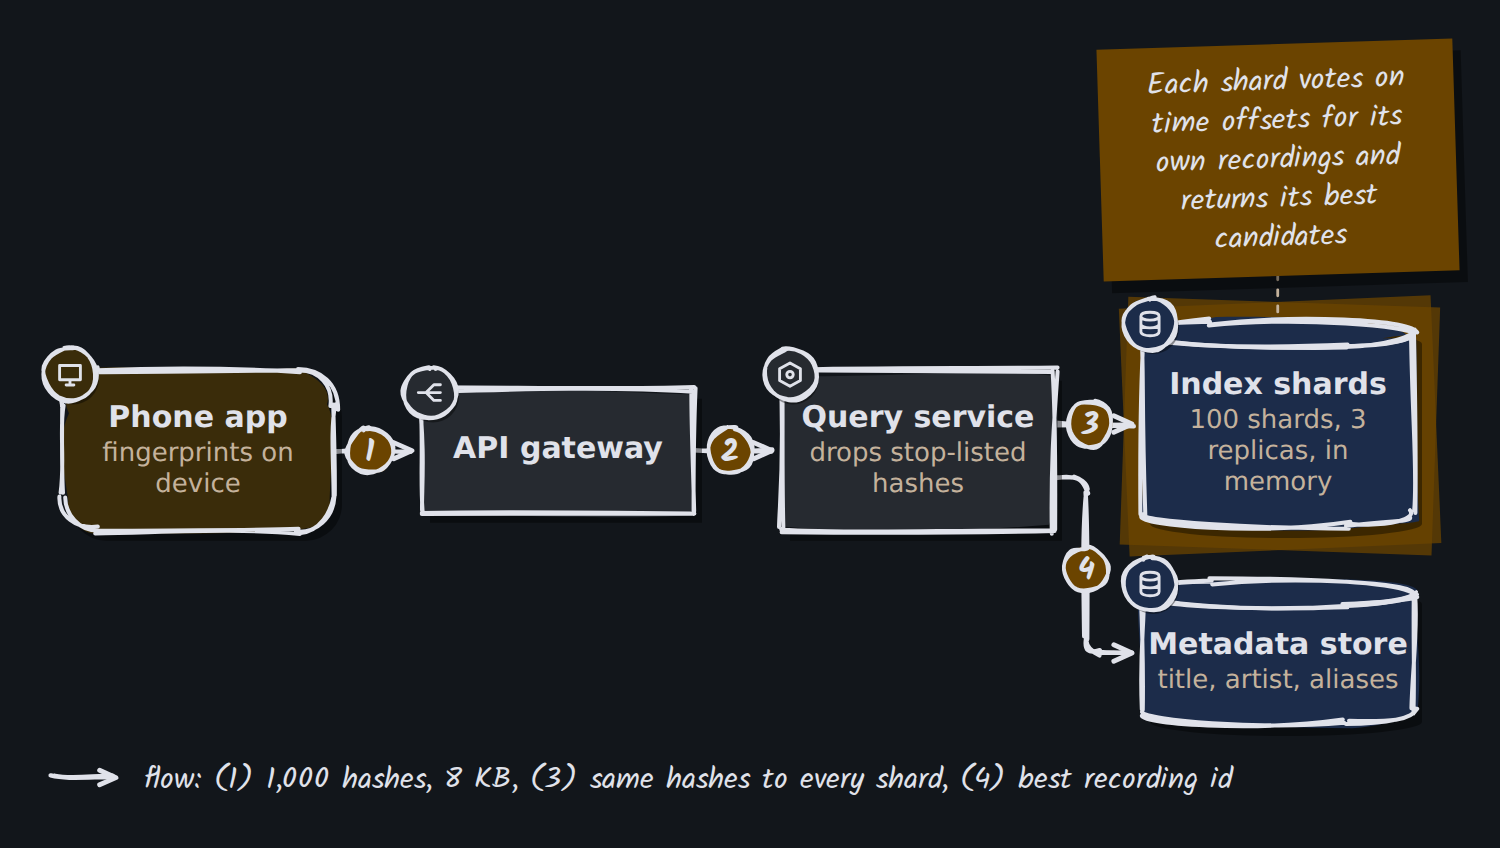 Each shard votes on
time offsets for its
own recordings and
returns its best
candidates
Phone app
fingerprints on
device
1
API gateway
2
Query service
drops stop-listed
hashes
3
Index shards
100 shards, 3
replicas, in
memory
4
Metadata store
title, artist, aliases
flow: (1) 1,000 hashes, 8 KB, (3) same hashes to every shard, (4) best recording id